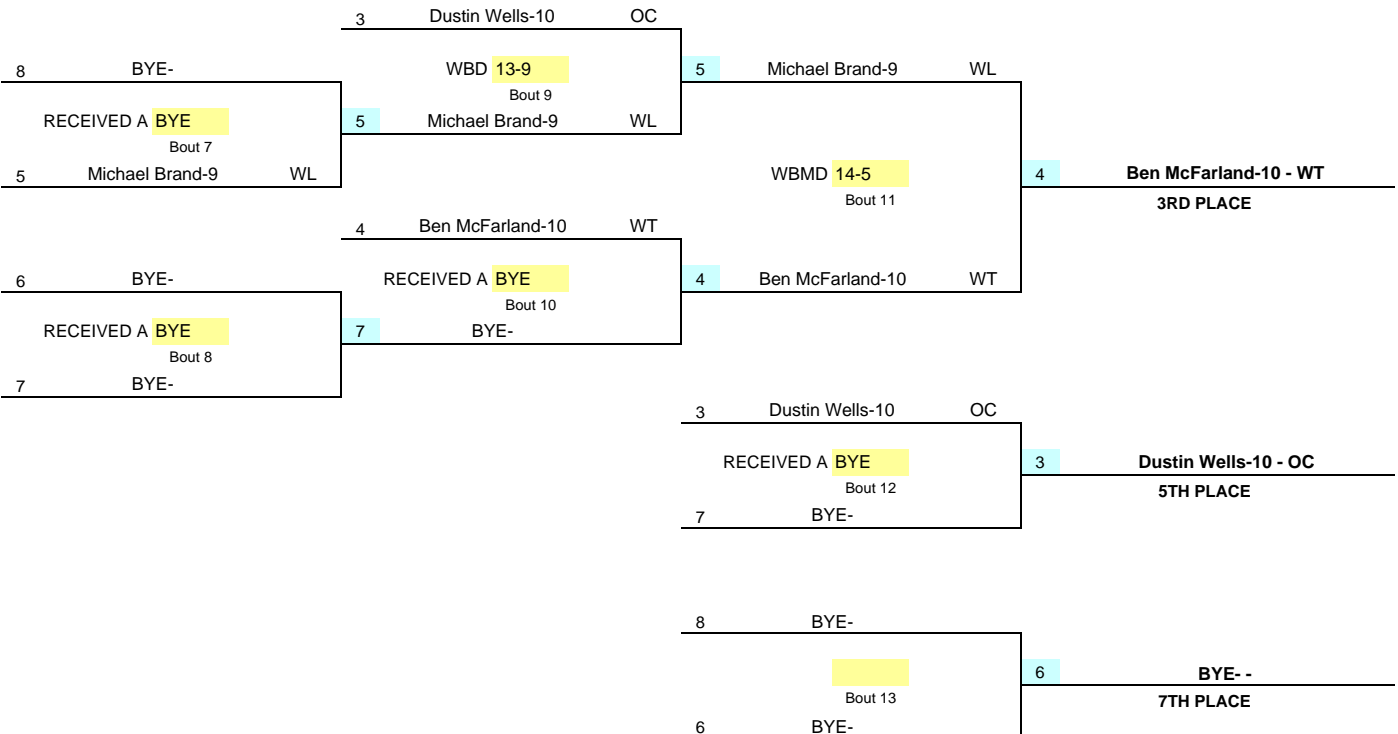 3 Dustin Wells-10 OC
8 BYE- WBD 13-9 5 Michael Brand-9 WL
Bout 9
RECEIVED A BYE 5 Michael Brand-9 WL
Bout 7
5 Michael Brand-9 WL WBMD 14-5 4 Ben McFarland-10 - WT
Bout 11 3RD PLACE
4 Ben McFarland-10 WT
6 BYE- RECEIVED A BYE 4 Ben McFarland-10 WT
Bout 10
RECEIVED A BYE 7 BYE-
Bout 8
7 BYE-
3 Dustin Wells-10 OC
RECEIVED A BYE 3 Dustin Wells-10 - OC
Bout 12 5TH PLACE
7 BYE-
8 BYE-
6 BYE- -
Bout 13 7TH PLACE
6 BYE-